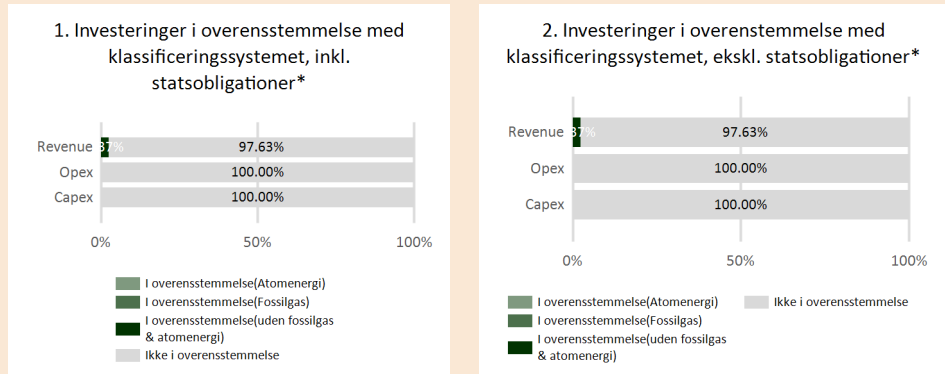 1. Investeringer i overensstemmelse med
klassificeringssystemet, inkl.
statsobligationer*
Revenue 37% 97.63%
Opex 100.00%
Capex 100.00%
0% 50% 100%
I overensstemmelse(Atomenergi)
I overensstemmelse(Fossilgas)
I overensstemmelse(uden fossilgas
& atomenergi)
Ikke i overensstemmelse
2. Investeringer i overenstemmelse med
klassificeringssystemet, ekskl. statsobligationer*
Revenue 37% 97.63%
Opex 100.00%
Capex 100.00%
0% 50% 100%
I overensstemmelse(Atomenergi)
I overensstemmelse(Fossilgas)
I overensstemmelse(uden fossilgas
& atomenergi)
Ikke i overensstemmelse